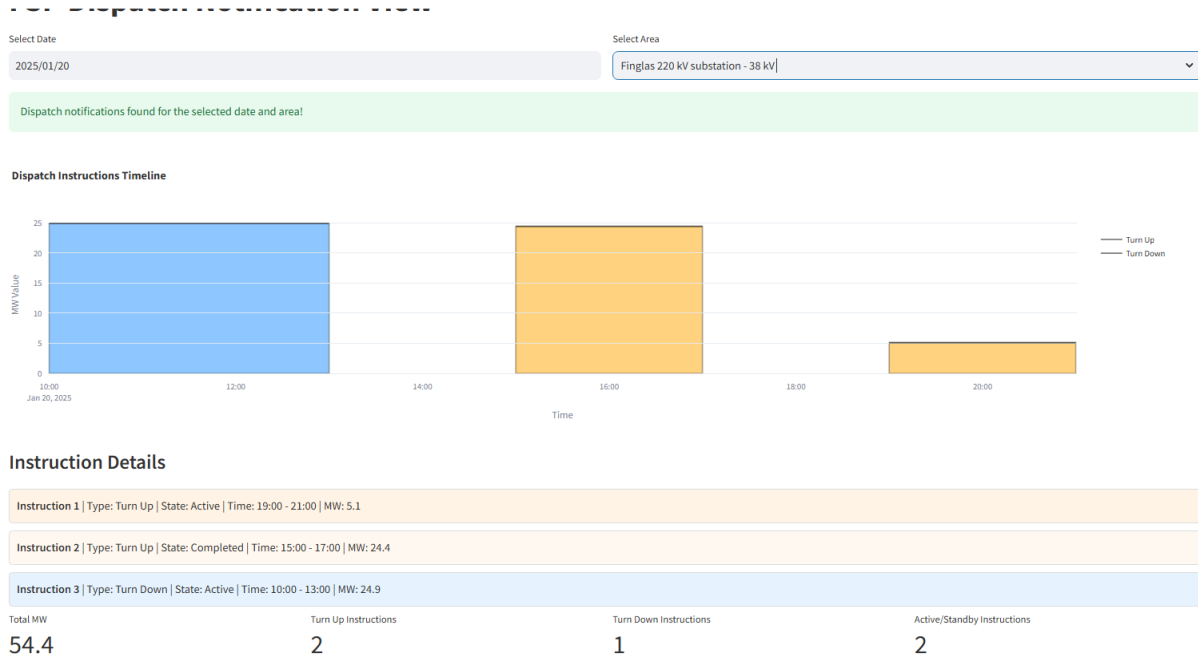 Dispatch Notification View
Select Date
Select Area
2025/01/20
Finglas 220 kV substation - 38 kV
Dispatch notifications found for the selected date and area!
Dispatch Instructions Timeline
25
20
15
10
5
0
MW Value
10:00
12:00
14:00
16:00
18:00
20:00
Jan 20, 2025
Time
Turn Up
Turn Down
Instruction Details
Instruction 1 | Type: Turn Up | State: Active | Time: 19:00 - 21:00 | MW: 5.1
Instruction 2 | Type: Turn Up | State: Completed | Time: 15:00 - 17:00 | MW: 24.4
Instruction 3 | Type: Turn Down | State: Active | Time: 10:00 - 13:00 | MW: 24.9
Total MW
Turn Up Instructions
Turn Down Instructions
Active/Standby Instructions
54.4
2
1
2